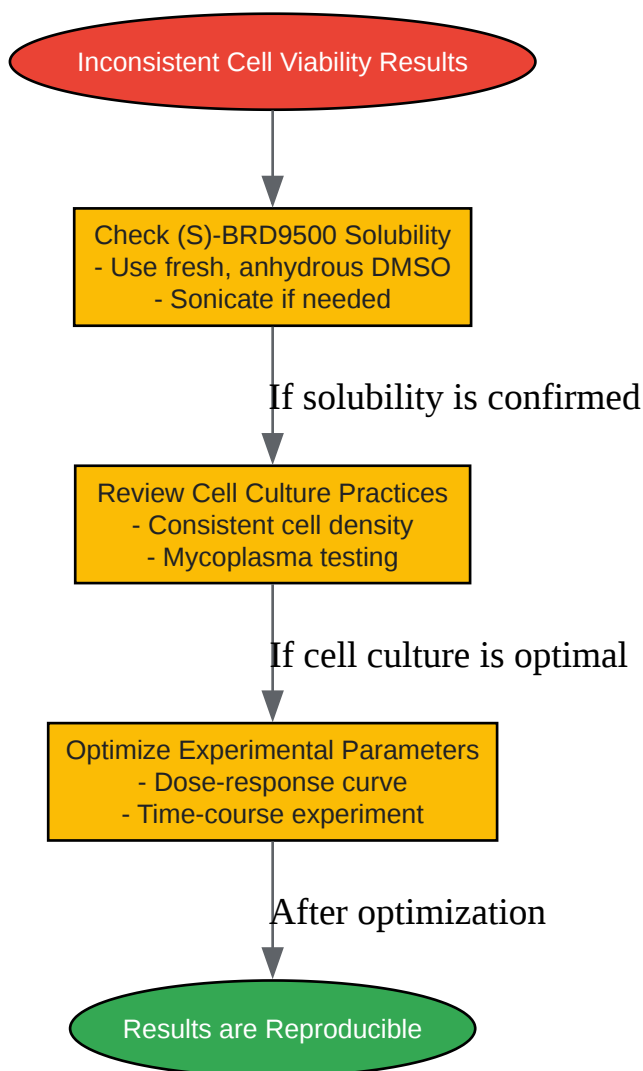 Inconsistent Cell Viability Results
Check (S)-BRD9500 Solubility
- Use fresh, anhydrous DMSO
- Sonicate if needed
If solubility is confirmed
Review Cell Culture Practices
- Consistent cell density
- Mycoplasma testing
If cell culture is optimal
Optimize Experimental Parameters
- Dose-response curve
- Time-course experiment
After optimization
Results are Reproducible